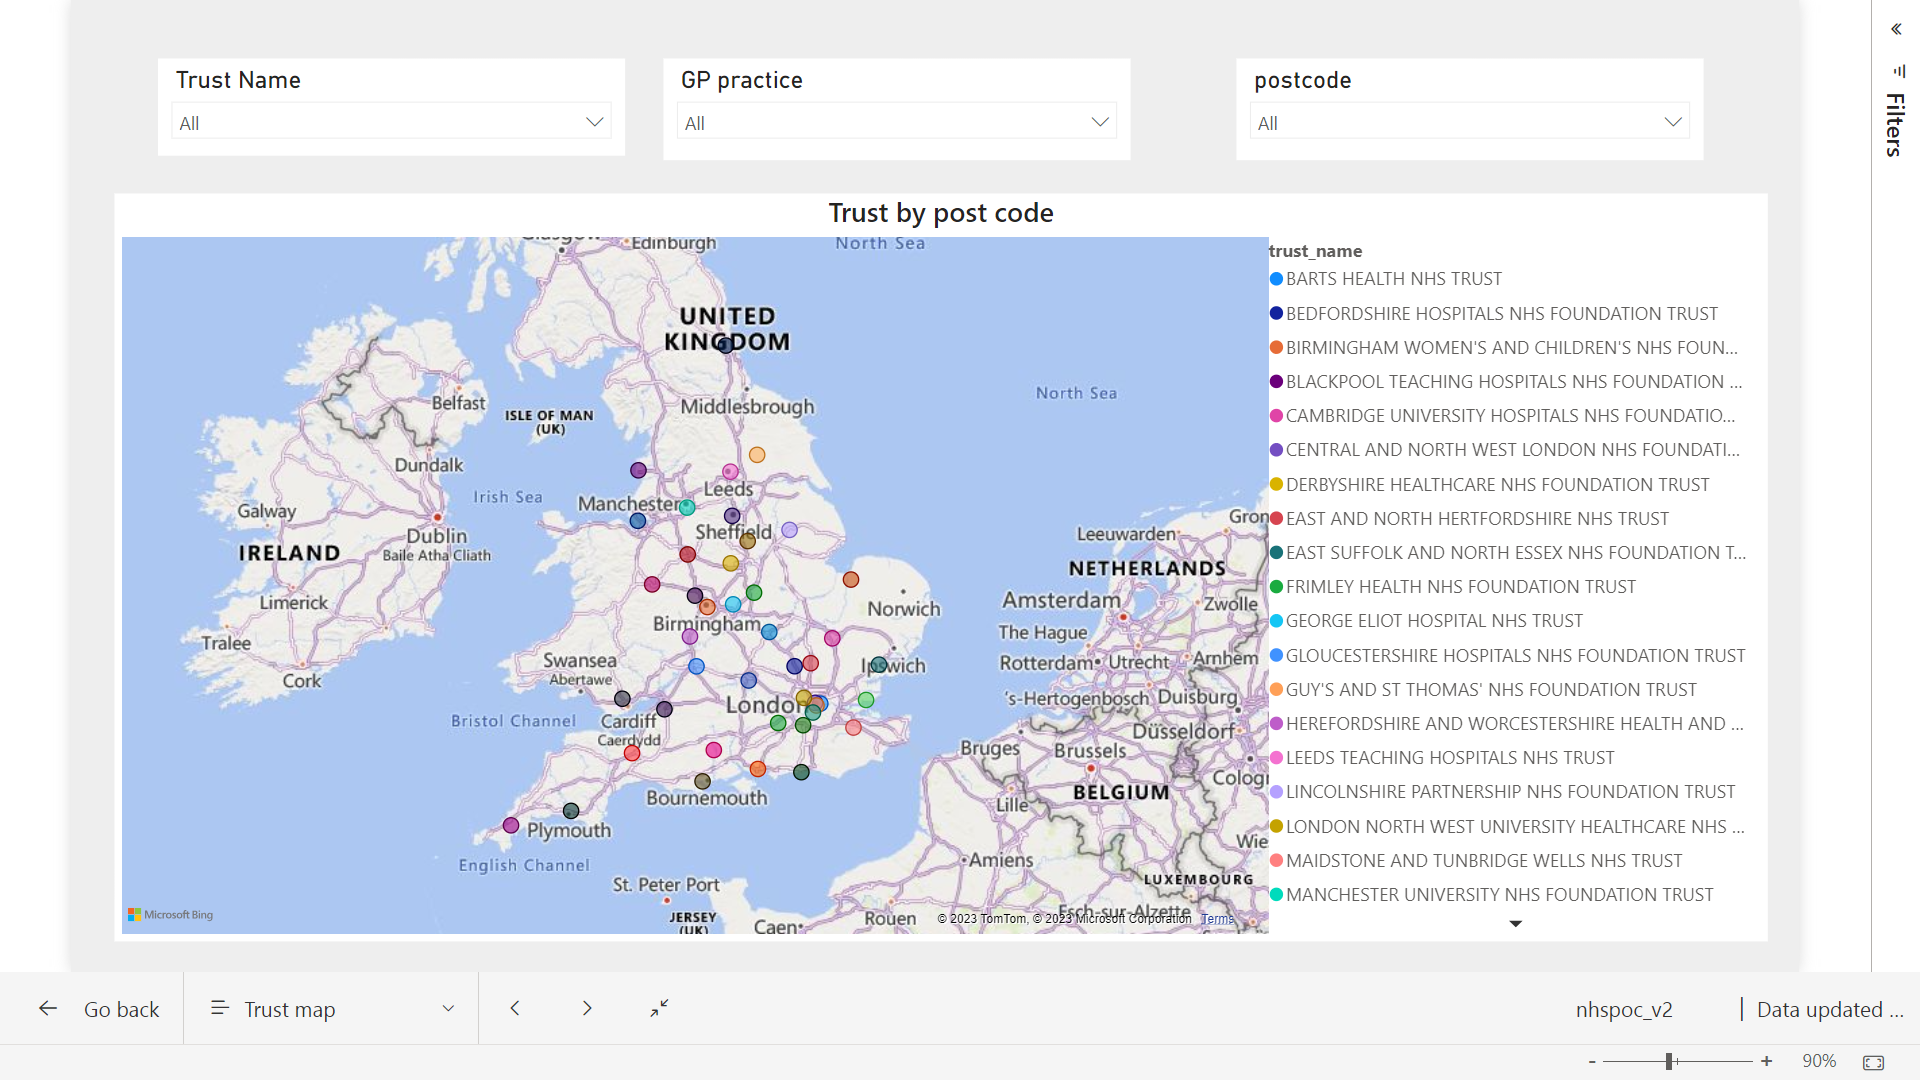 Trust Name
All
GP practice
All
postcode
All
Filters
Trust by post code
Edinburgh
North Sea
UNITED
KINGDOM
North Sea
Middlesbrough
Belfast
ISLE OF MAN
(UK)
Dundalk
Leeds
Irish Sea
Manchester
Galway
Sheffield
Dublin
Baile Atha Cliath
IRELAND
Leeuwarden
NETHERLANDS
Limerick
Norwich
Amsterdam
Zwolle
Birmingham
The Hague
Tralee
Swansea
Abertawe
Ipswich
Rotterdam
Utrecht
Arnhem
Cork
London
's-Hertogenbosch
Duisburg
Bristol Channel
Cardiff
Caerdydd
Düsseldorf
Bruges
Brussels
BELGIUM
Bournemouth
Lille
Plymouth
English Channel
Amiens
LUXEMBOURG
St. Peter Port
JERSEY
(UK)
Caen
Rouen
Esch-sur-Alzette
Microsoft Bing
© 2023 TomTom, © 2023 Microsoft Corporation Terms
trust_name
BARTS HEALTH NHS TRUST
BEDFORDSHIRE HOSPITALS NHS FOUNDATION TRUST
BIRMINGHAM WOMEN'S AND CHILDREN'S NHS FOUN...
BLACKPOOL TEACHING HOSPITALS NHS FOUNDATION ...
CAMBRIDGE UNIVERSITY HOSPITALS NHS FOUNDATIO...
CENTRAL AND NORTH WEST LONDON NHS FOUNDATI...
DERBYSHIRE HEALTHCARE NHS FOUNDATION TRUST
EAST AND NORTH HERTFORDSHIRE NHS TRUST
EAST SUFFOLK AND NORTH ESSEX NHS FOUNDATION T...
FRIMLEY HEALTH NHS FOUNDATION TRUST
GEORGE ELIOT HOSPITAL NHS TRUST
GLOUCESTERSHIRE HOSPITALS NHS FOUNDATION TRUST
GUY'S AND ST THOMAS' NHS FOUNDATION TRUST
HEREFORDSHIRE AND WORCESTERSHIRE HEALTH AND ...
LEEDS TEACHING HOSPITALS NHS TRUST
LINCOLNSHIRE PARTNERSHIP NHS FOUNDATION TRUST
LONDON NORTH WEST UNIVERSITY HEALTHCARE NHS ...
MAIDSTONE AND TUNBRIDGE WELLS NHS TRUST
MANCHESTER UNIVERSITY NHS FOUNDATION TRUST
Go back
Trust map
nhspoc_v2
Data updated ...
- + 90%